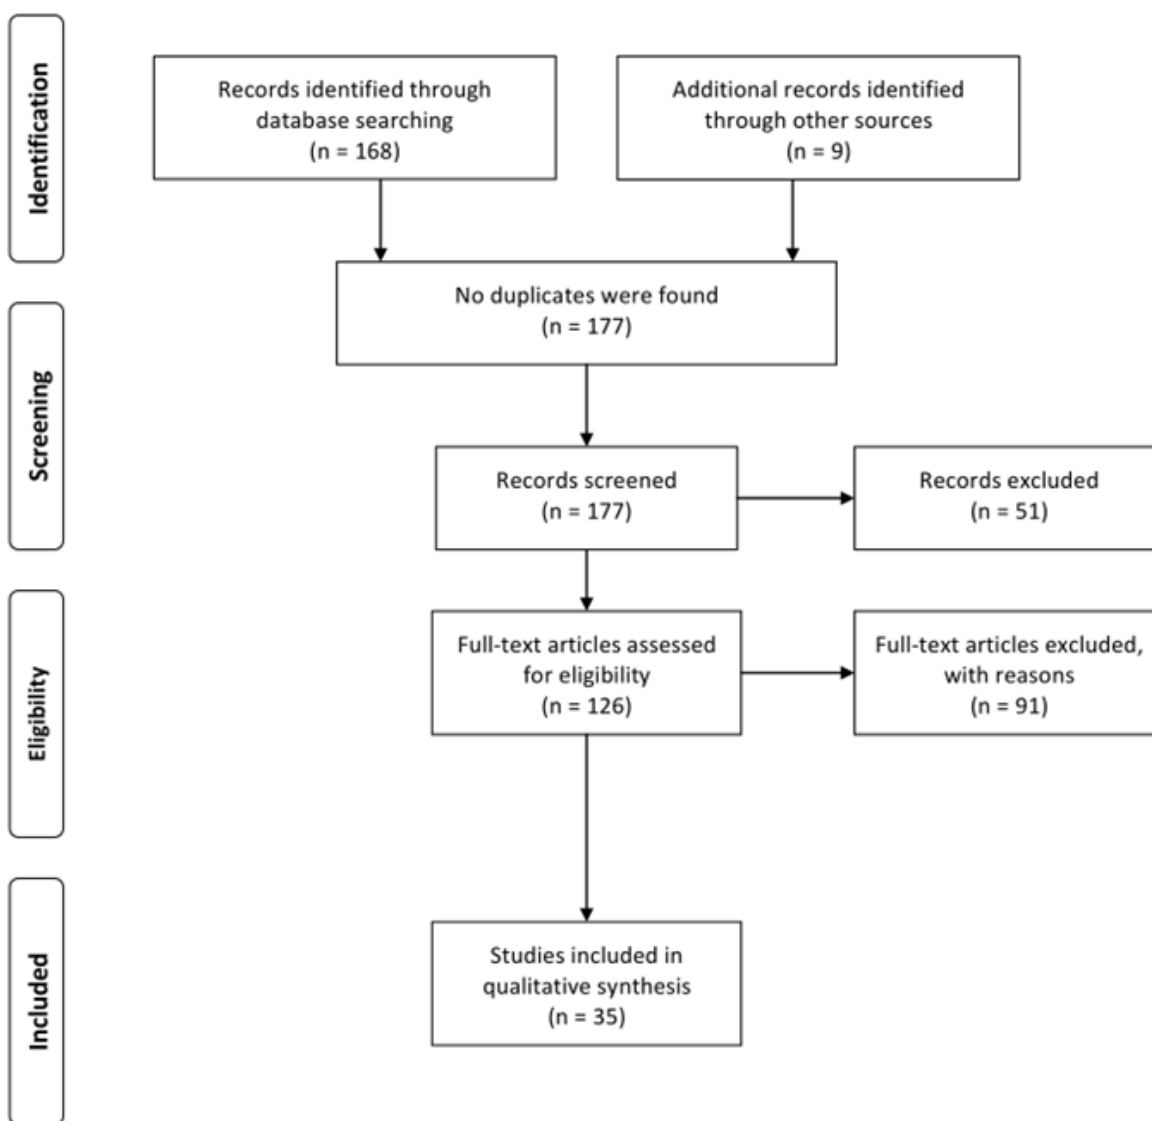 Identification
Records identified through
database searching
(n = 168)
Additional records identified
through other sources
(n = 9)
No duplicates were found
(n = 177)
Screening
Records screened
(n = 177)
Records excluded
(n = 51)
Eligibility
Full-text articles assessed
for eligibility
(n = 126)
Full-text articles excluded,
with reasons
(n = 91)
Included
Studies included in
qualitative synthesis
(n = 35)